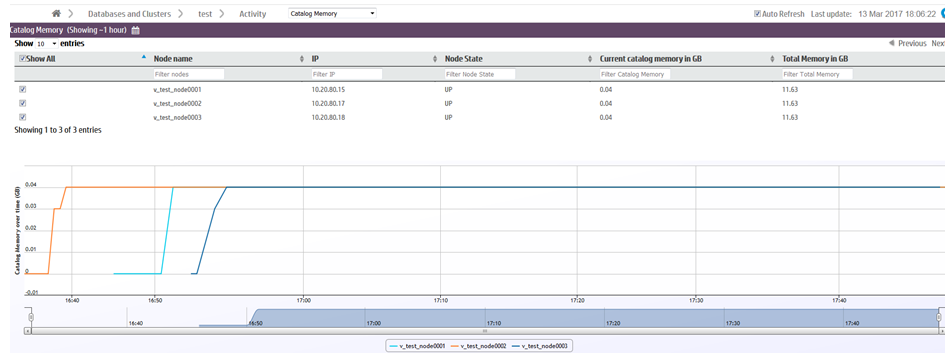 Databases and Clusters test Activity Catalog Memory Auto Refresh Last update: 13 Mar 2017 18:06:22
Catalog Memory (Showing ~1 hour)
Show 10 entries Previous Next
Show All Node name IP Node State Current catalog memory in GB Total Memory in GB
Filter nodes Filter IP Filter Node State Filter Catalog Memory Filter Total Memory
v_test_node0001 10.20.80.15 UP 0.04 11.63
v_test_node0002 10.20.80.17 UP 0.04 11.63
v_test_node0003 10.20.80.18 UP 0.04 11.63
Showing 1 to 3 of 3 entries
Catalog Memory over time (GB)
0.04
0.03
0.02
0.01
0
-0.01
16:40 16:50 17:00 17:10 17:20 17:30 17:40
16:40 16:50 17:00 17:10 17:20 17:30 17:40
v_test_node0001 v_test_node0002 v_test_node0003